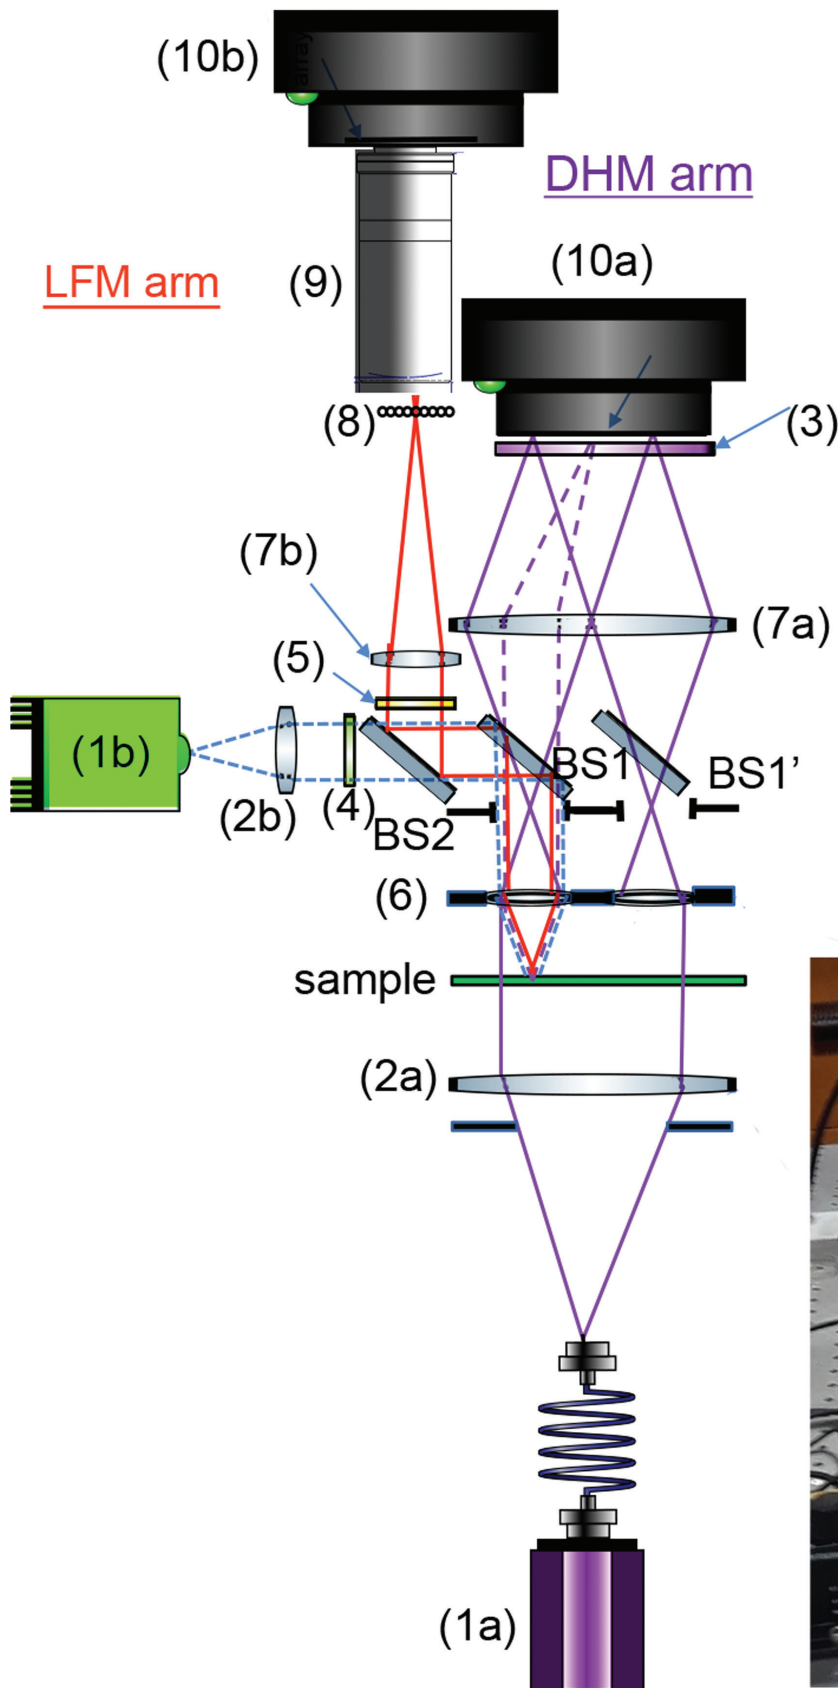 (10b)
array
DHM arm
(10a)
LFM arm
(9)
(8)
(3)
(7b)
(7a)
(5)
(1b)
BS1
BS1’
(2b)
(4)
BS2
(6)
sample
(2a)
(1a)